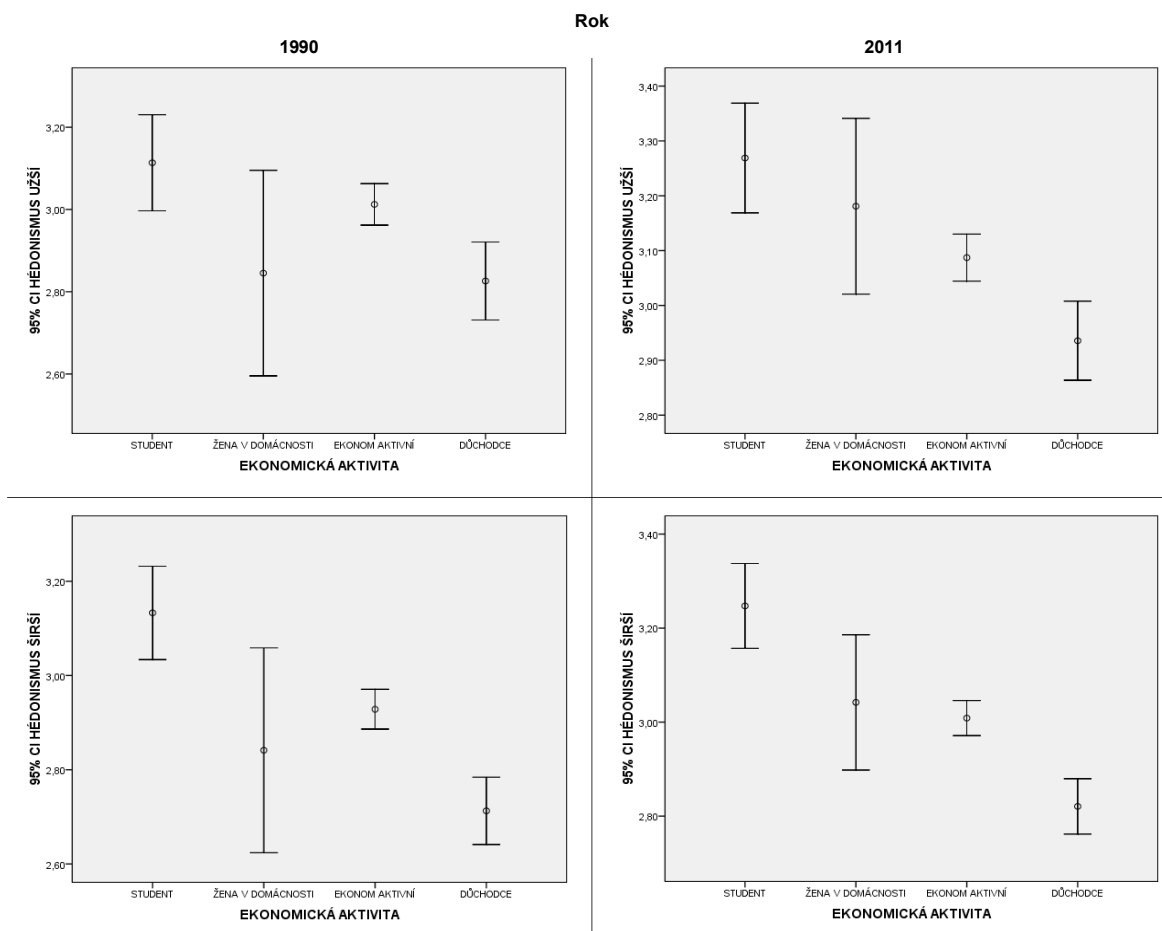 Rok
1990
2011
95% CI HÉDONISMUS UŽŠÍ
3,20
3,00
2,80
2,60
STUDENT ŽENA V DOMÁCNOSTI EKONOM AKTIVNÍ DŮCHODCE
EKONOMICKÁ AKTIVITA
95% CI HÉDONISMUS UŽŠÍ
3,40
3,30
3,20
3,10
3,00
2,90
2,80
STUDENT ŽENA V DOMÁCNOSTI EKONOM AKTIVNÍ DŮCHODCE
EKONOMICKÁ AKTIVITA
95% CI HÉDONISMUS ŠIRŠÍ
3,20
3,00
2,80
2,60
STUDENT ŽENA V DOMÁCNOSTI EKONOM AKTIVNÍ DŮCHODCE
EKONOMICKÁ AKTIVITA
95% CI HÉDONISMUS ŠIRŠÍ
3,40
3,20
3,00
2,80
STUDENT ŽENA V DOMÁCNOSTI EKONOM AKTIVNÍ DŮCHODCE
EKONOMICKÁ AKTIVITA